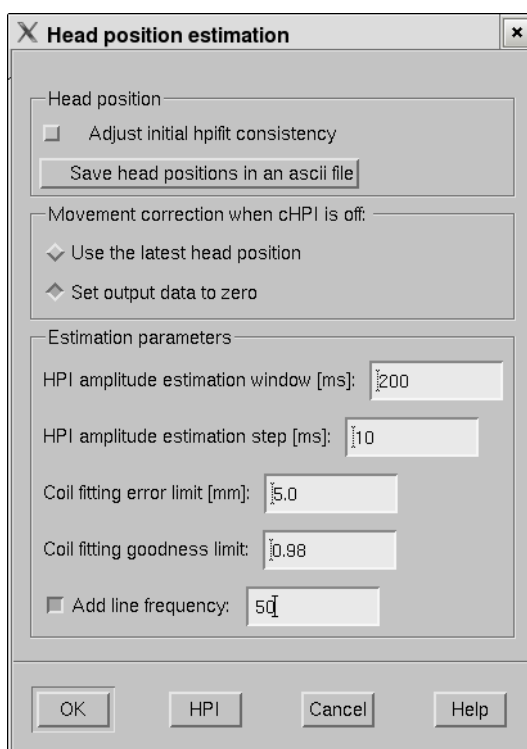 Head position estimation
Head position
Adjust initial hpifit consistency
Save head positions in an ascii file
Movement correction when cHPI is off:
Use the latest head position
Set output data to zero
Estimation parameters
HPI amplitude estimation window [ms]: 200
HPI amplitude estimation step [ms]: 10
Coil fitting error limit [mm]: 5.0
Coil fitting goodness limit: 0.98
Add line frequency: 50
OK HPI Cancel Help